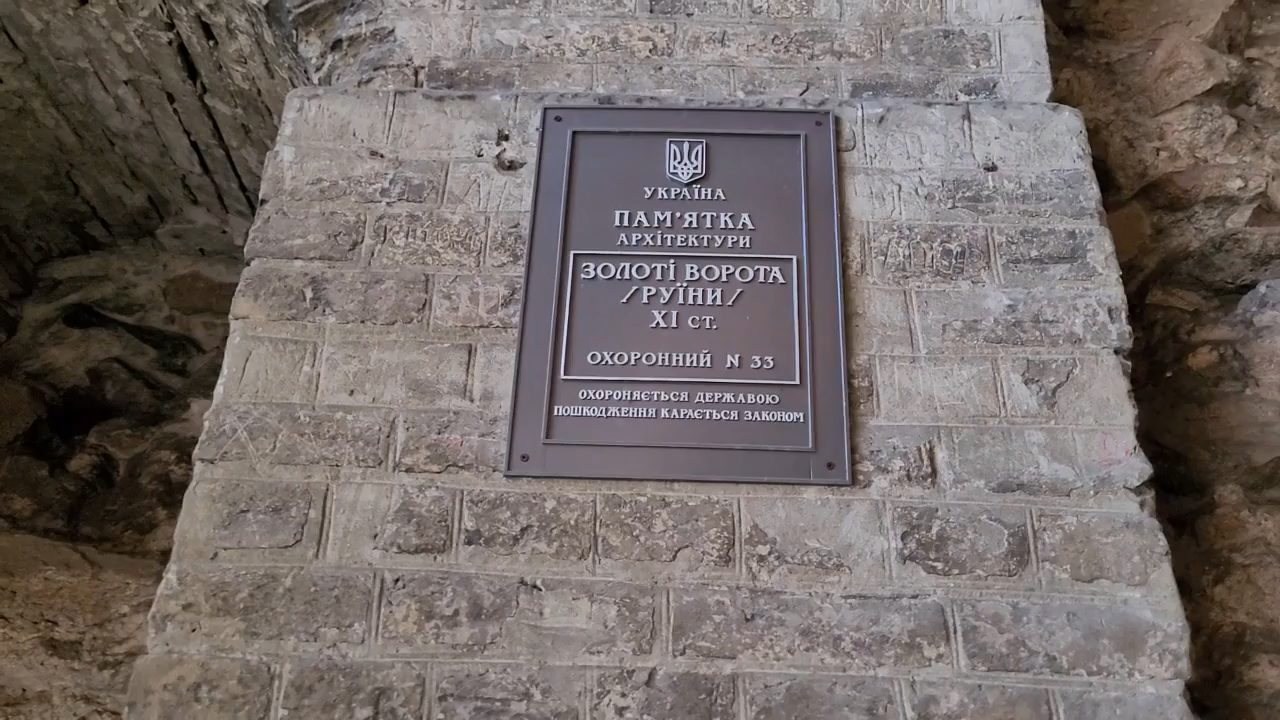 УКРАЇНА
ПАМ'ЯТКА
АРХІТЕКТУРИ
ЗОЛОТІ ВОРОТА
/РУЇНИ/
XI СТ.
ОХОРОННИЙ N 33
ОХОРОНЯЄТЬСЯ ДЕРЖАВОЮ
ПОШКОДЖЕННЯ КАРАЄТЬСЯ ЗАКОНОМ